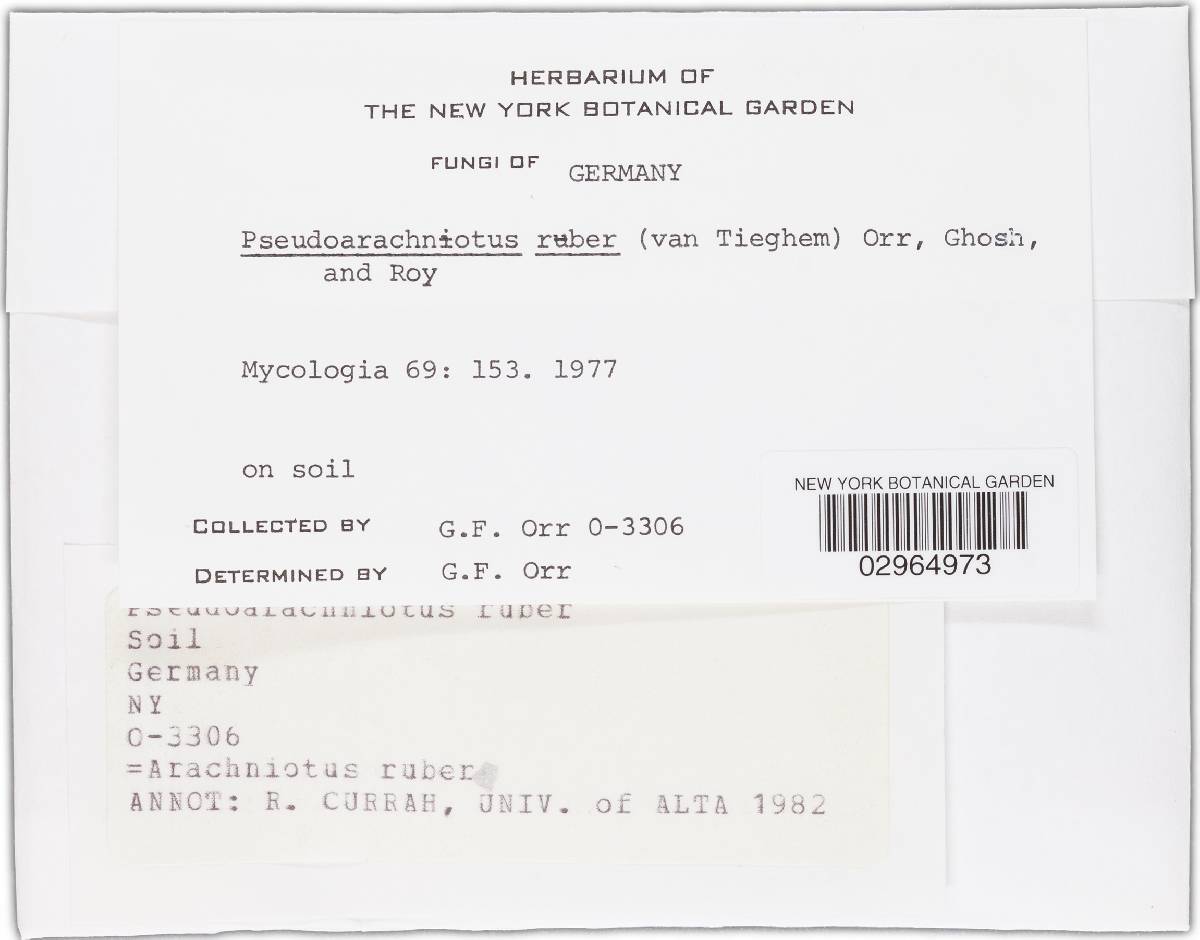 HERBARIUM OF
THE NEW YORK BOTANICAL GARDEN
FUNGI OF GERMANY
Pseudoarachniotus ruber (van Tieghem) Orr, Ghosh,
and Roy
Mycologia 69: 153. 1977
on soil
COLLECTED BY G.F. Orr O-3306
DETERMINED BY G.F. Orr
NEW YORK BOTANICAL GARDEN
02964973
Pseudoarachniotus ruber
Soil
Germany
NY
O-3306
=Arachniotus ruber
ANNOT: R. CURRAH, UNIV. of ALTA 1982